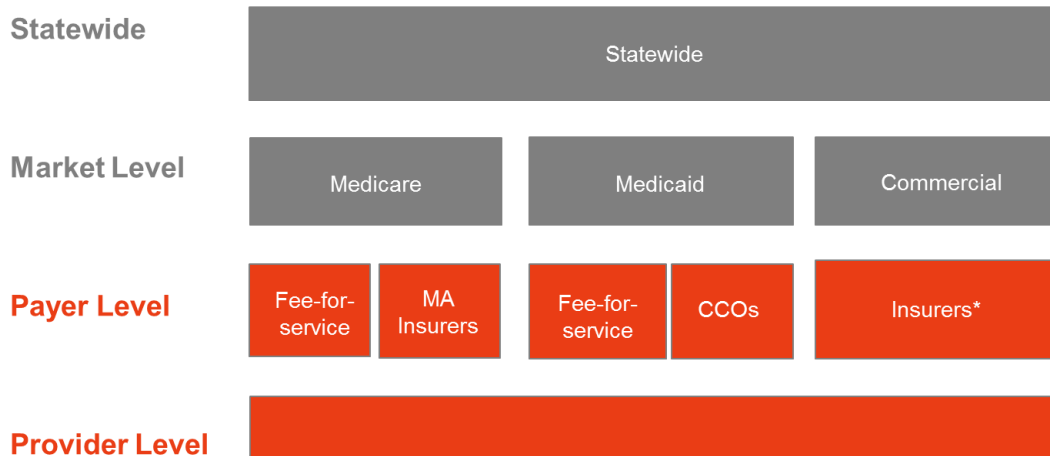 Statewide
Statewide
Market Level
Medicare
Medicaid
Commercial
Payer Level
Fee-for-
service
MA
Insurers
Fee-for-
service
CCOs
Insurers*
Provider Level